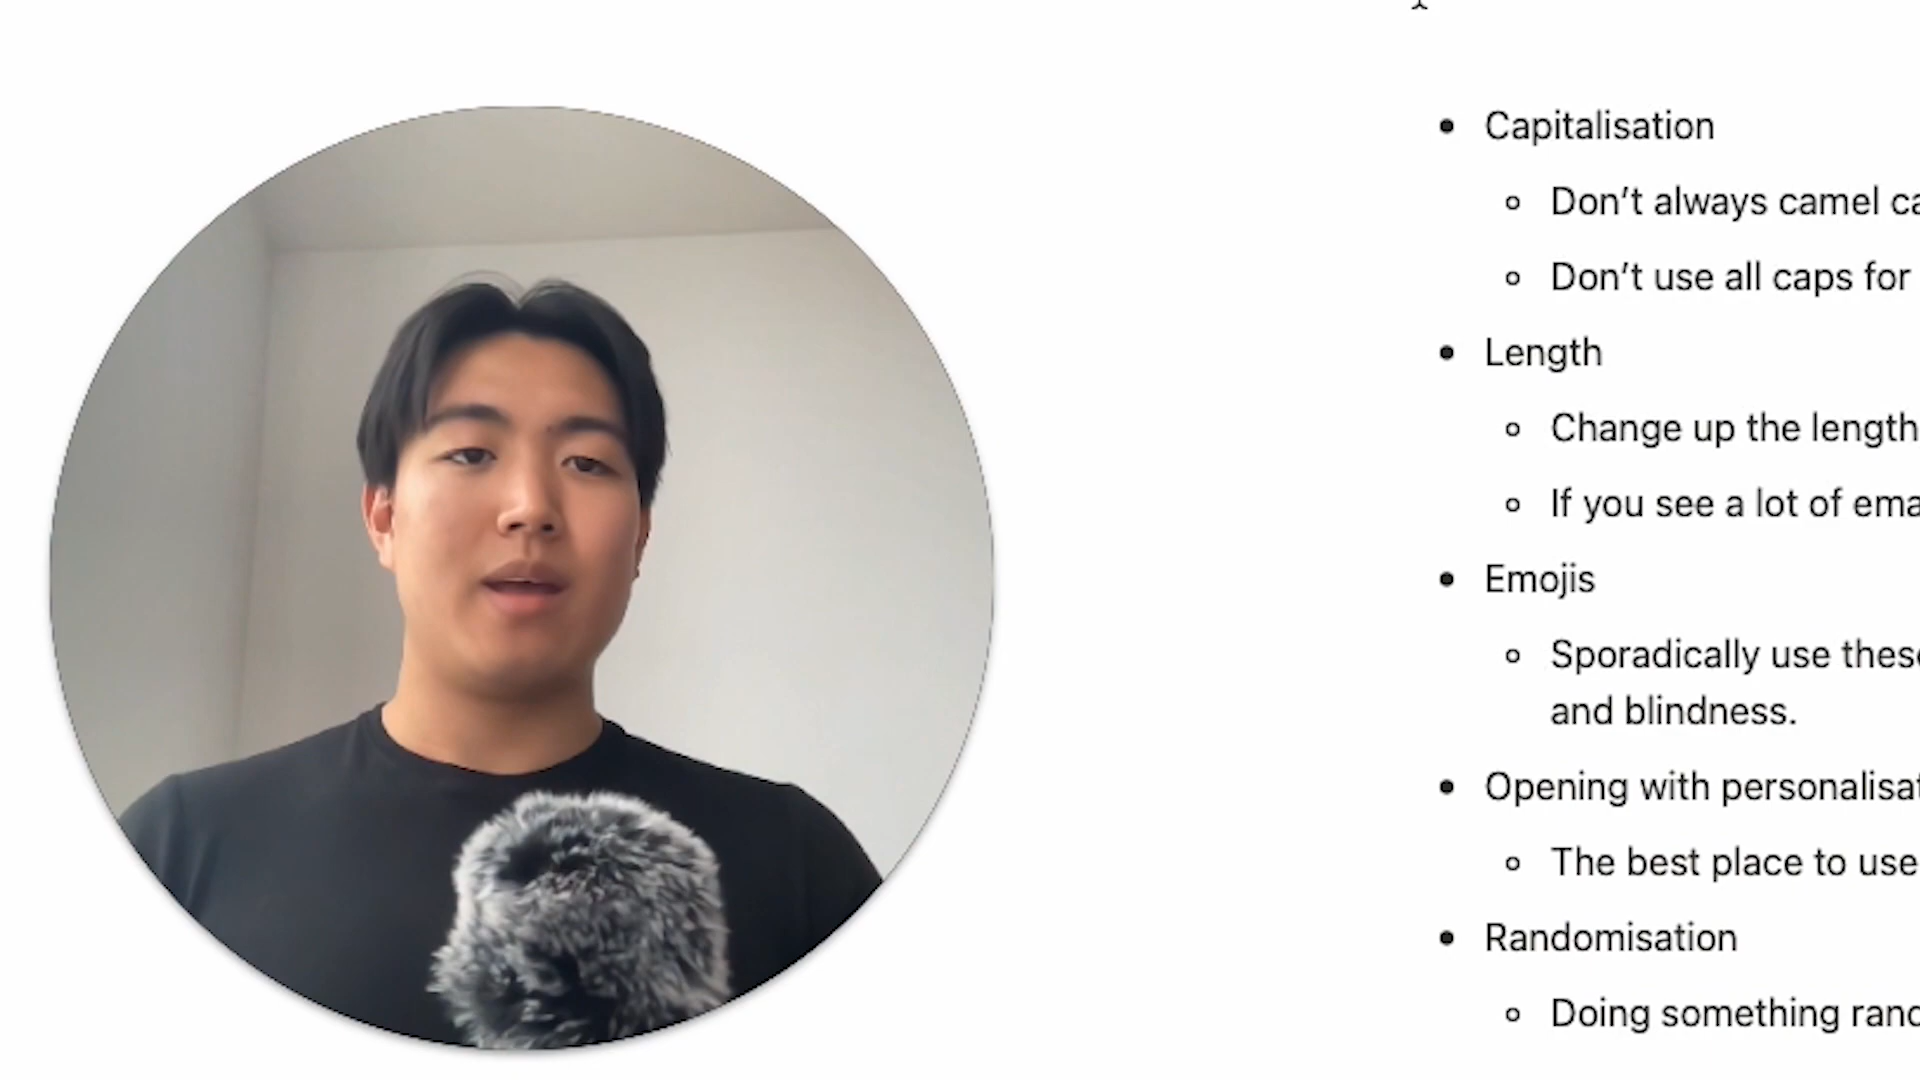 Capitalisation
Don’t always camel
Don’t use all caps for
Length
Change up the length
If you see a lot of
Emojis
Sporadically use
and blindness.
Opening with
The best place to use
Randomisation
Doing something